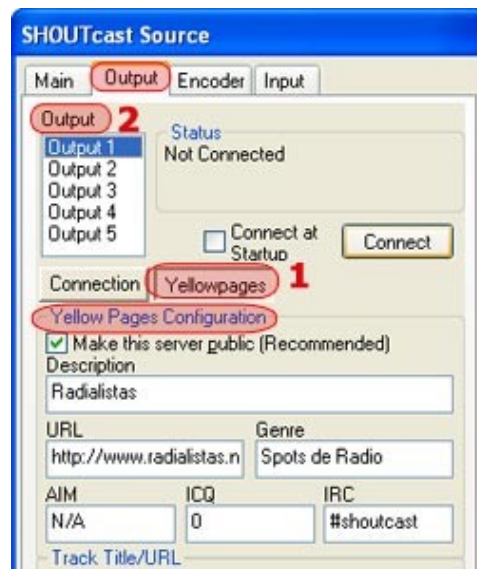 SHOUTcast Source
Main Output Encoder Input
Output 2
Output 1
Output 2
Output 3
Output 4
Output 5
Status
Not Connected
Connect at Startup
Connect
Connection Yellowpages 1
Yellow Pages Configuration
Make this server public (Recommended)
Description
Radialistas
URL Genre
http://www.radialistas.n Spots de Radio
AIM ICQ IRC
N/A 0 #shoutcast
Track Title/URL